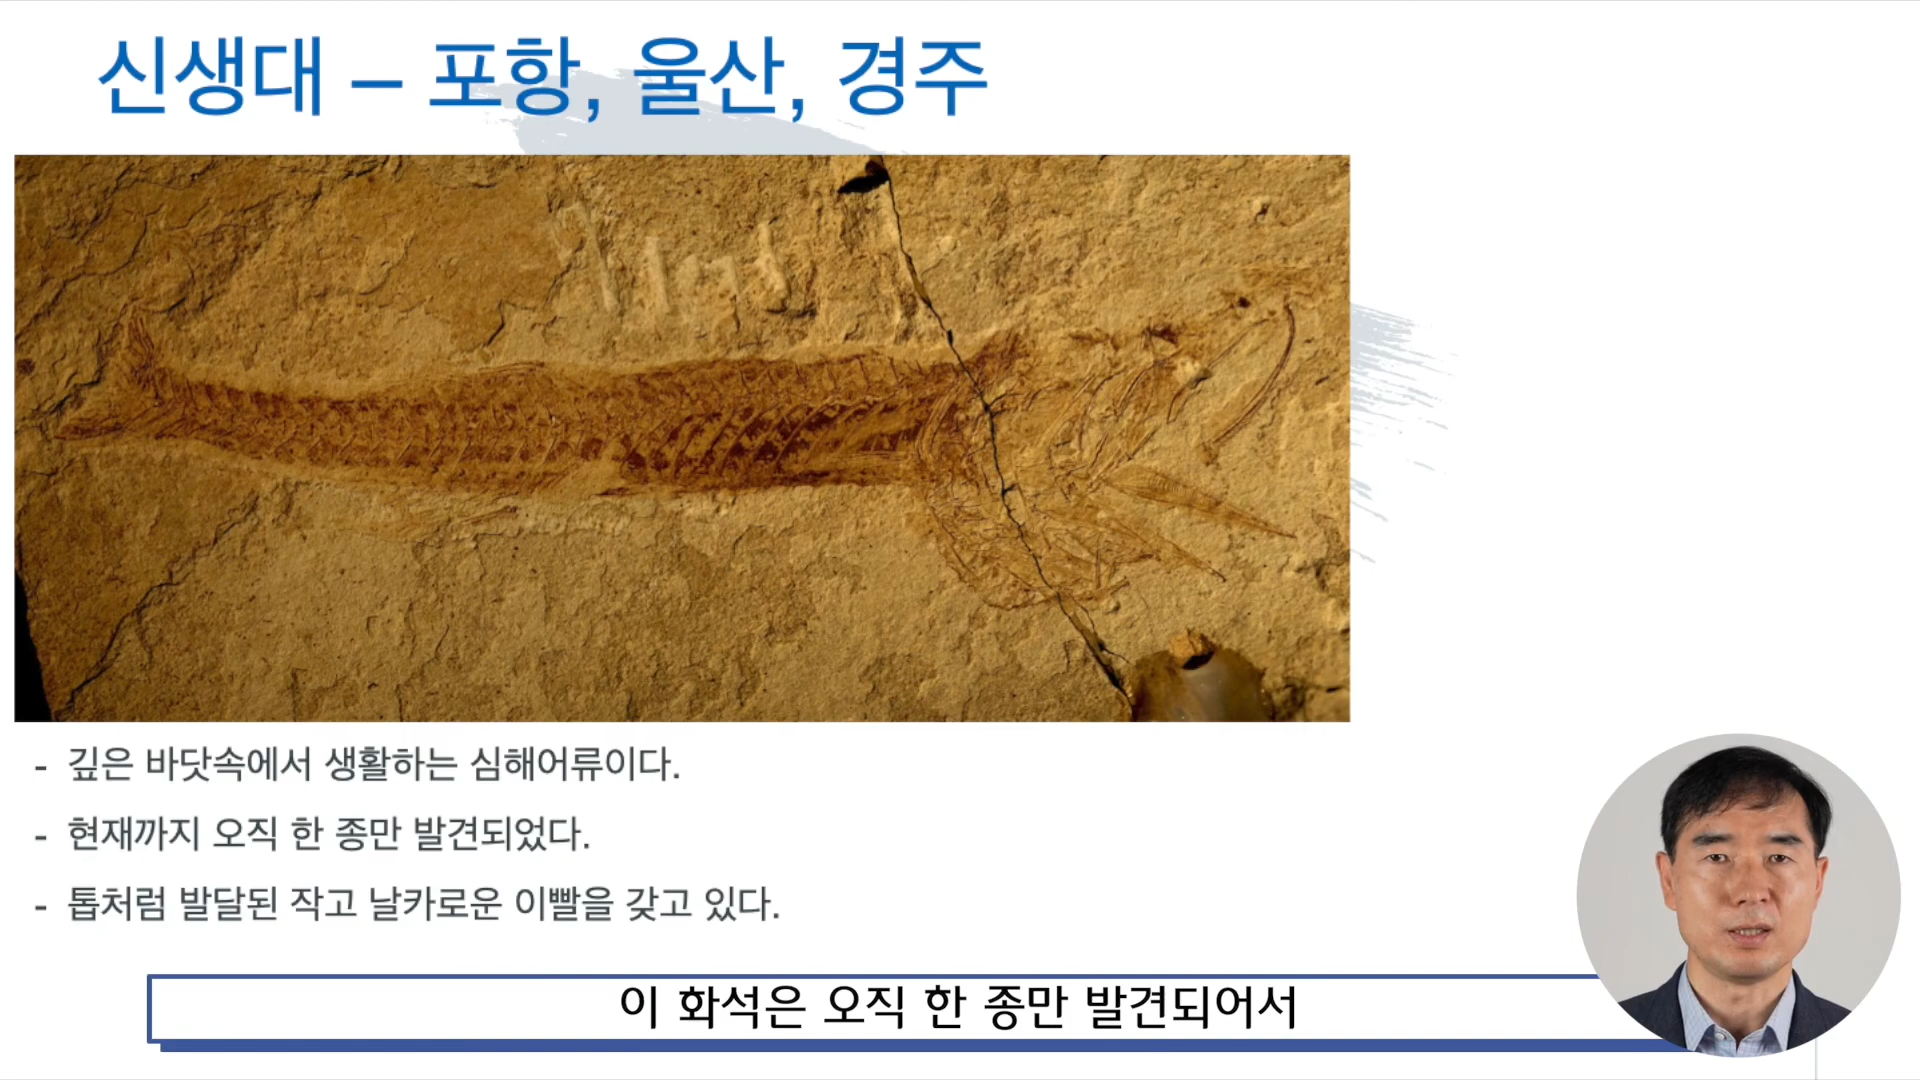 신생대 – 포항, 울산, 경주
- 깊은 바닷속에서 생활하는 심해어류이다.
- 현재까지 오직 한 종만 발견되었다.
- 톱처럼 발달된 작고 날카로운 이빨을 갖고 있다.
이 화석은 오직 한 종만 발견되어서